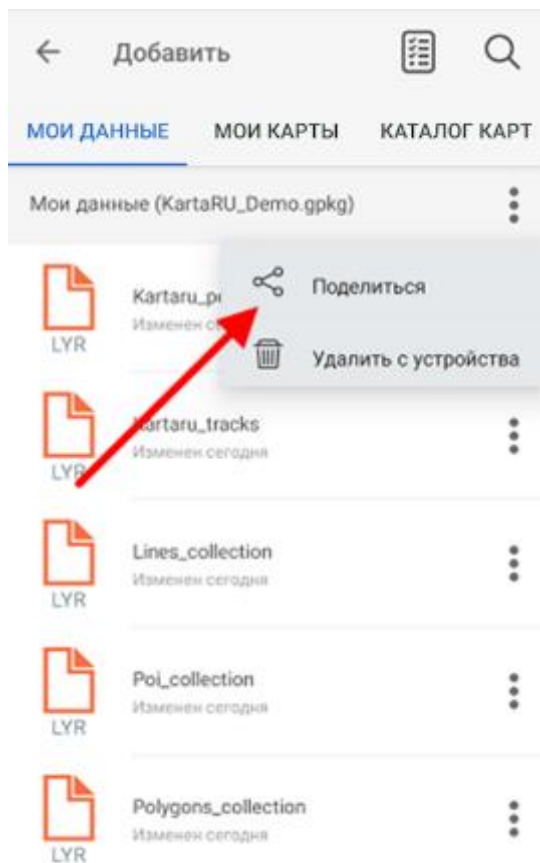 Добавить
МОИ ДАННЫЕ МОИ КАРТЫ КАТАЛОГ КАРТ
Мои данные (KartaRU_Demo.gpkg)
Поделиться
Удалить с устройства
LYR
Kartaru_tracks
Изменен сегодня
LYR
Lines_collection
Изменен сегодня
LYR
Poi_collection
Изменен сегодня
LYR
Polygons_collection
Изменен сегодня
LYR